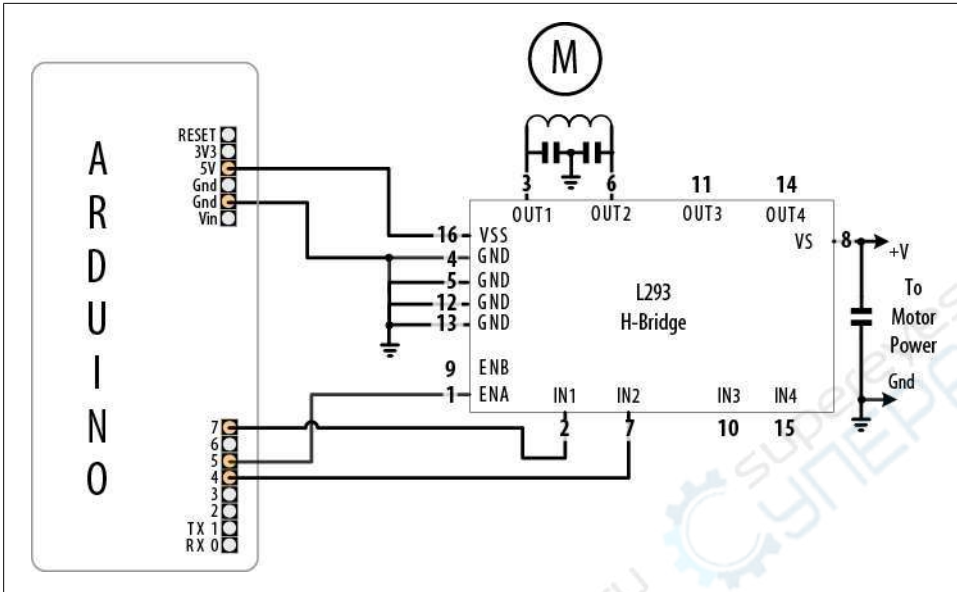 M
ARDUINO
RESET
3V3
5V
Gnd
Gnd
Vin
7
6
5
4
3
2
TX 1
RX 0
3
6
11
14
OUT1
OUT2
OUT3
OUT4
16 VSS
4 GND
5 GND
12 GND
13 GND
9 ENB
1 ENA
VS 8
+V
To
Motor
Power
Gnd
L293
H-Bridge
IN1
IN2
IN3
IN4
2
7
10
15